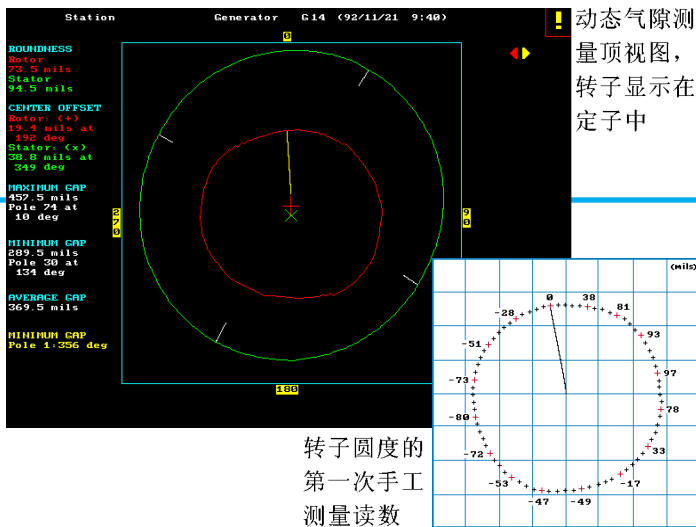 Station Generator G14 (92/11/21 9:40)
!
动态气隙测
量顶视图，
转子显示在
定子中
ROUNDNESS
Rotor
73.5 mils
Stator
94.5 mils
CENTER OFFSET
Rotor: (+)
19.4 mils at
192 deg
Stator: (x)
38.8 mils at
349 deg
MAXIMUM GAP
457.5 mils
Pole 74 at
10 deg
MINIMUM GAP
289.5 mils
Pole 30 at
134 deg
AVERAGE GAP
369.5 mils
MINIMUM GAP
Pole 1:356 deg
0
90
180
270
(mils)
0
38
81
93
97
78
33
-17
-49
-47
-53
-72
-80
-73
-51
-28
转子圆度的
第一次手工
测量读数